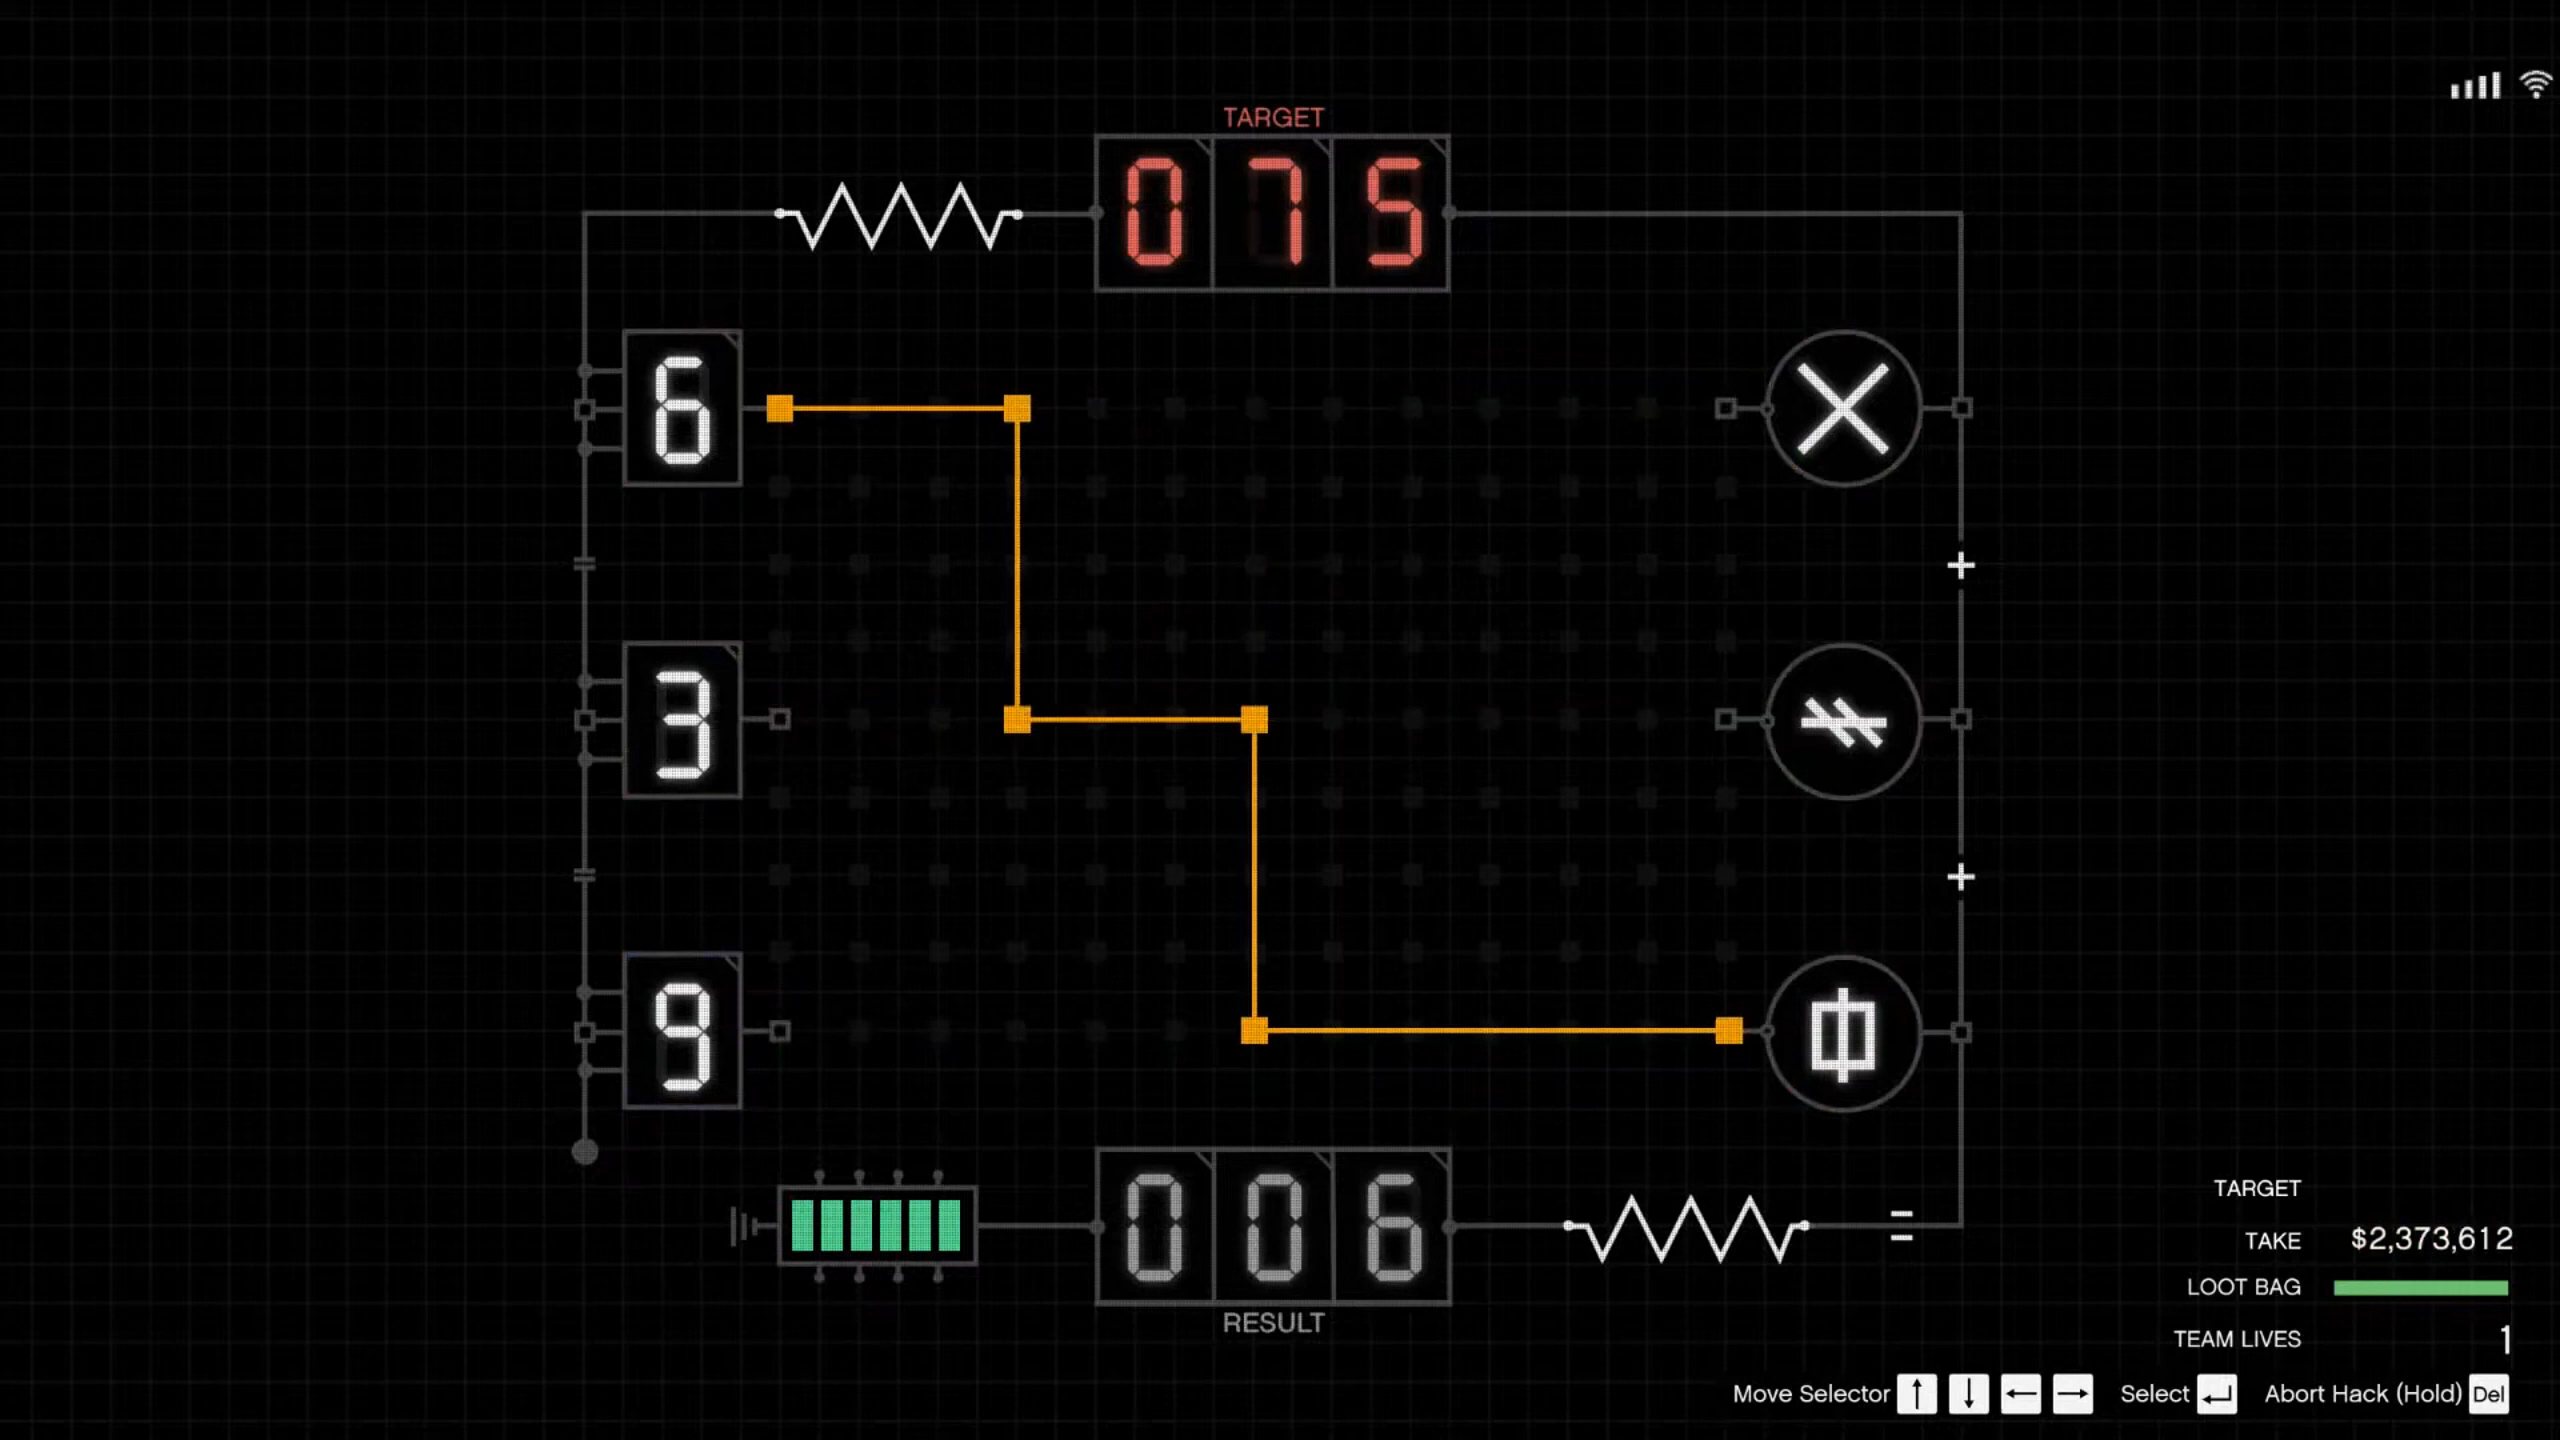 TARGET
075
6
3
9
006
RESULT
TARGET
TAKE $2,373,612
LOOT BAG
TEAM LIVES 1
Move Selector ↑ ↓ ← → Select ↵ Abort Hack (Hold) Del